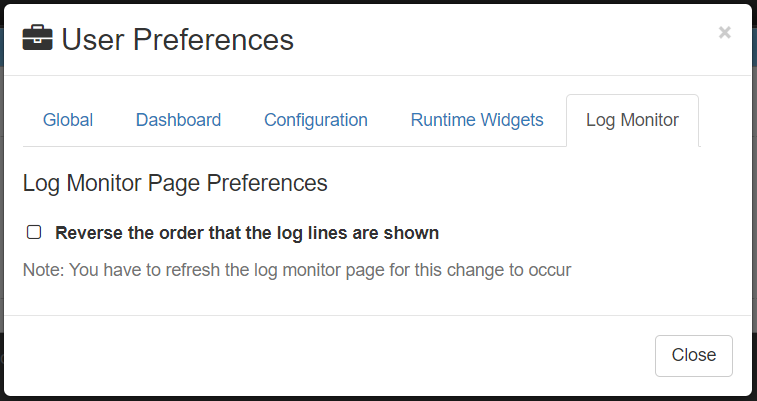 User Preferences
×
Global Dashboard Configuration Runtime Widgets Log Monitor
Log Monitor Page Preferences
Reverse the order that the log lines are shown
Note: You have to refresh the log monitor page for this change to occur
Close